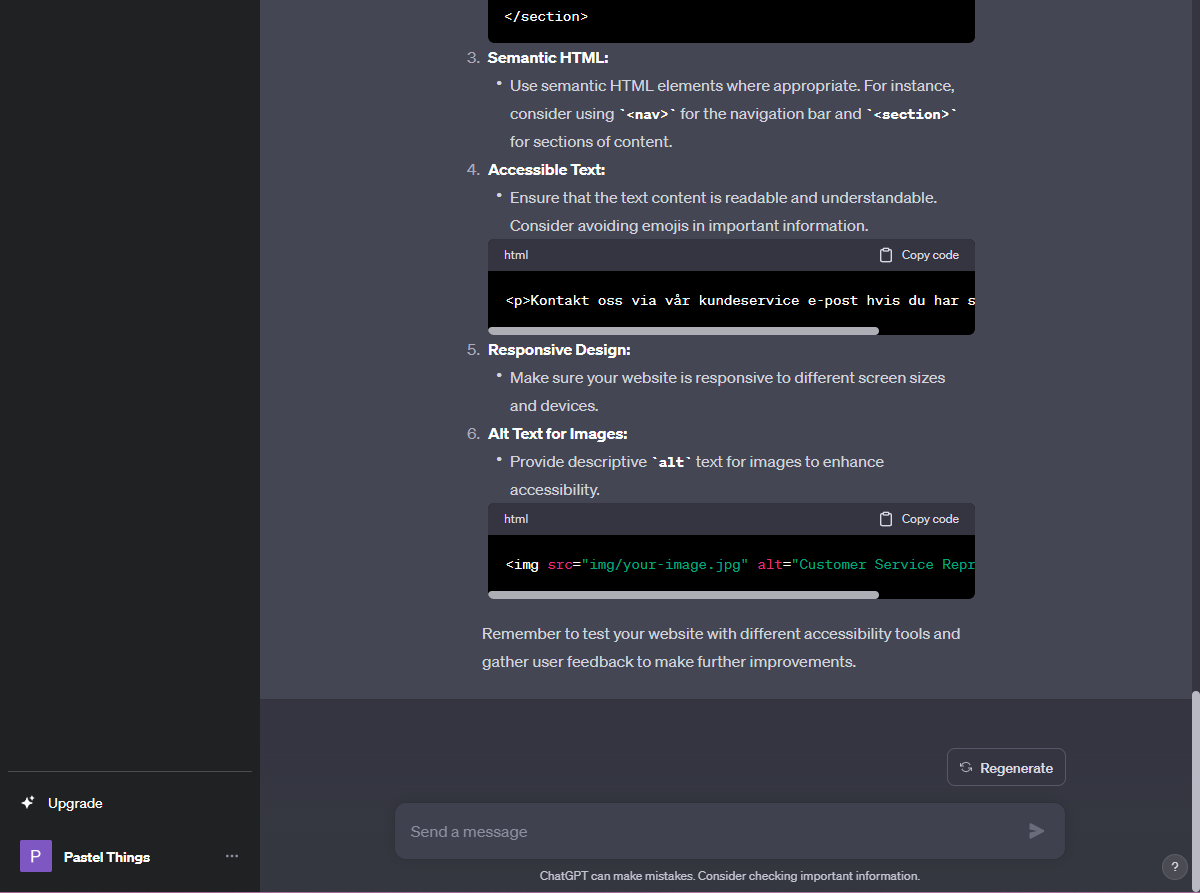 </section>
3. Semantic HTML:
• Use semantic HTML elements where appropriate. For instance,
consider using `<nav>` for the navigation bar and `<section>`
for sections of content.
4. Accessible Text:
• Ensure that the text content is readable and understandable.
Consider avoiding emojis in important information.
html Copy code
<p>Kontakt oss via vår kundeservice e-post hvis du har s
5. Responsive Design:
• Make sure your website is responsive to different screen sizes
and devices.
6. Alt Text for Images:
• Provide descriptive `alt` text for images to enhance
accessibility.
html Copy code
<img src="img/your-image.jpg" alt="Customer Service Repr
Remember to test your website with different accessibility tools and
gather user feedback to make further improvements.
Regenerate
Upgrade
Send a message
P Pastel Things ...
ChatGPT can make mistakes. Consider checking important information.
?